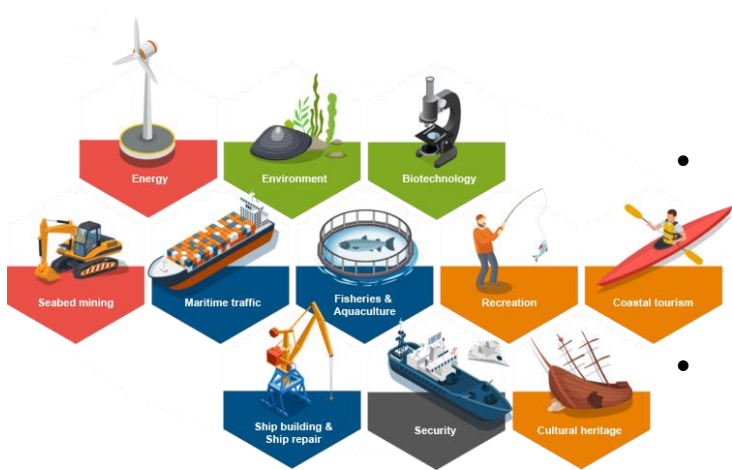 Energy
Environment
Biotechnology
Seabed mining
Maritime traffic
Fisheries &
Aquaculture
Recreation
Coastal tourism
Ship building &
Ship repair
Security
Cultural heritage